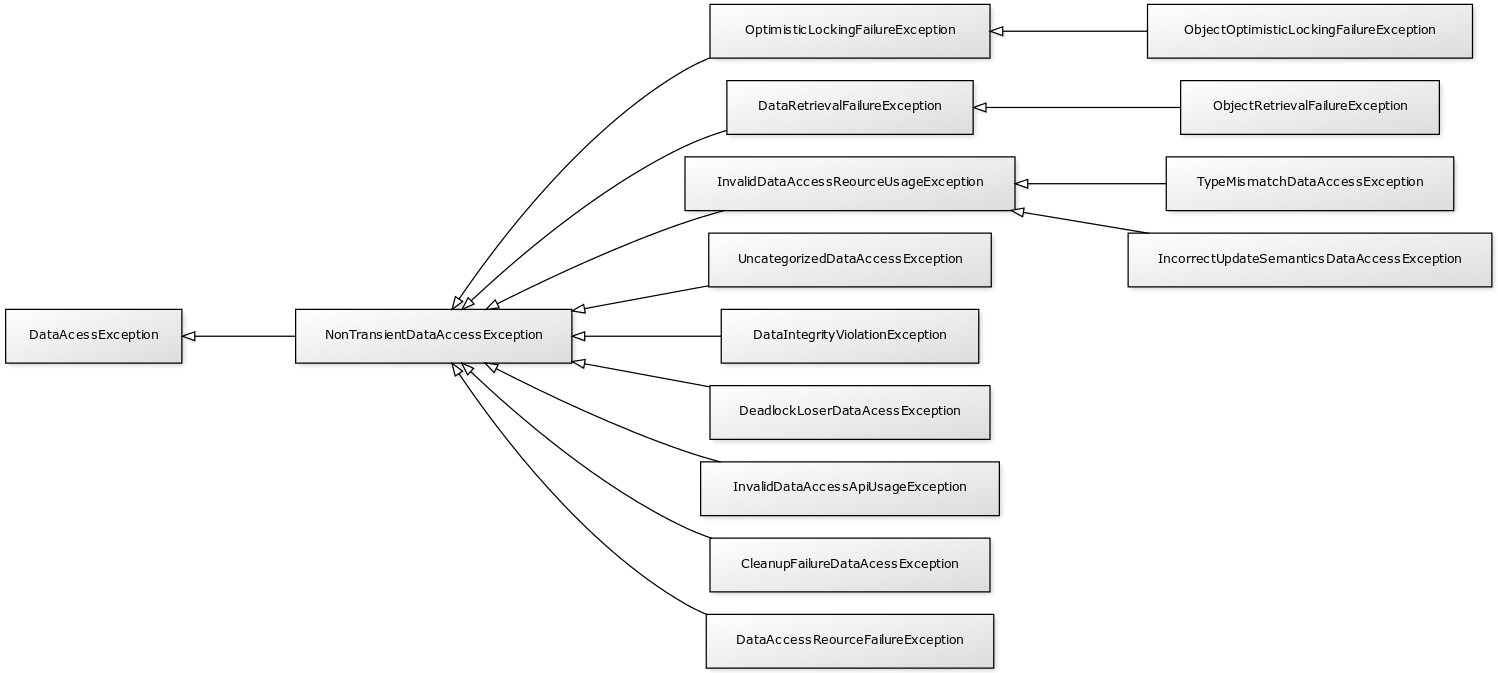 OptimisticLockingFailureException
ObjectOptimisticLockingFailureException
DataRetrievalFailureException
ObjectRetrievalFailureException
InvalidDataAccessReourceUsageException
TypeMismatchDataAccessException
UncategorizedDataAccessException
IncorrectUpdateSemanticsDataAccessException
DataAcessException
NonTransientDataAccessException
DataIntegrityViolationException
DeadlockLoserDataAcessException
InvalidDataAccessApiUsageException
CleanupFailureDataAcessException
DataAccessReourceFailureException